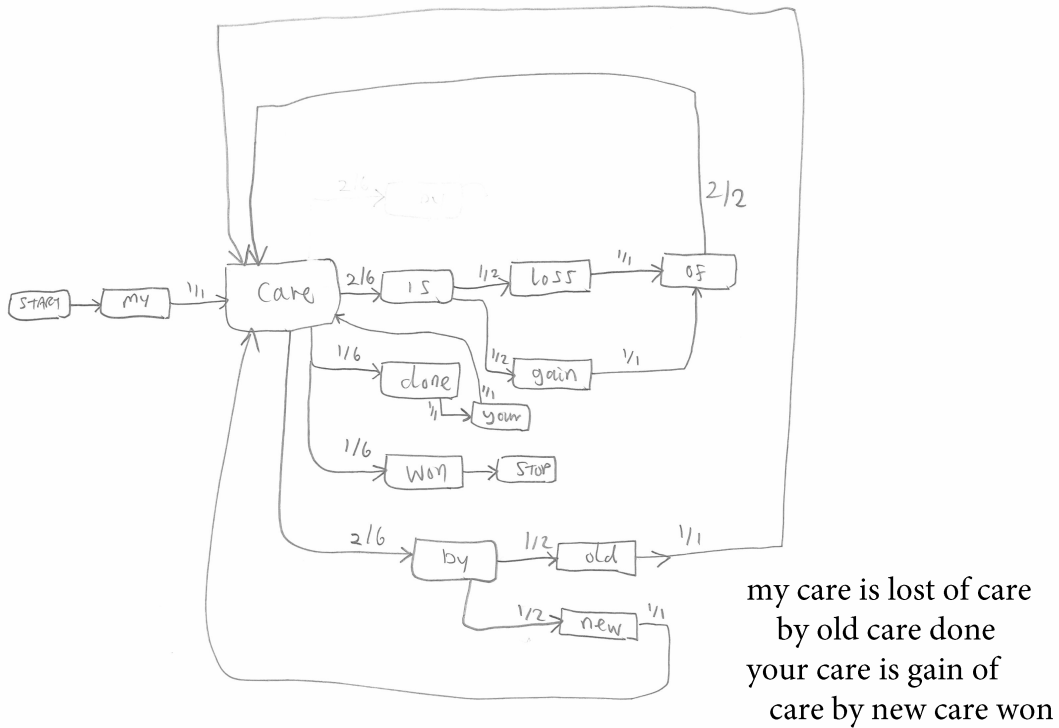 2/2
START
my
1/1
Care
2/6
is
1/2
loss
1/1
of
1/2
gain
1/1
1/6
done
1/1
your
1/1
1/6
Won
STOP
2/6
by
1/2
old
1/1
1/2
new
1/1
my care is lost of care
by old care done
your care is gain of
care by new care won